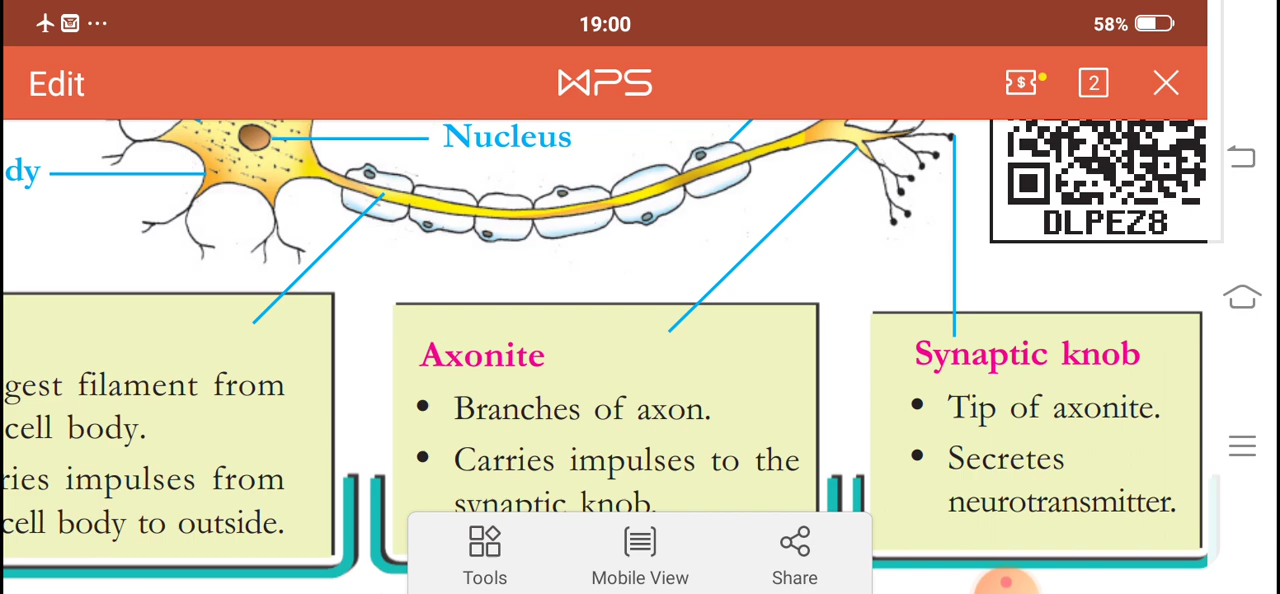 19:00
58%
Edit
WPS
2
Nucleus
dy
DLPEZ8
gest filament from
cell body.
ries impulses from
cell body to outside.
Axonite
• Branches of axon.
• Carries impulses to the
synaptic knob.
Synaptic knob
• Tip of axonite.
• Secretes
neurotransmitter.
Tools
Mobile View
Share